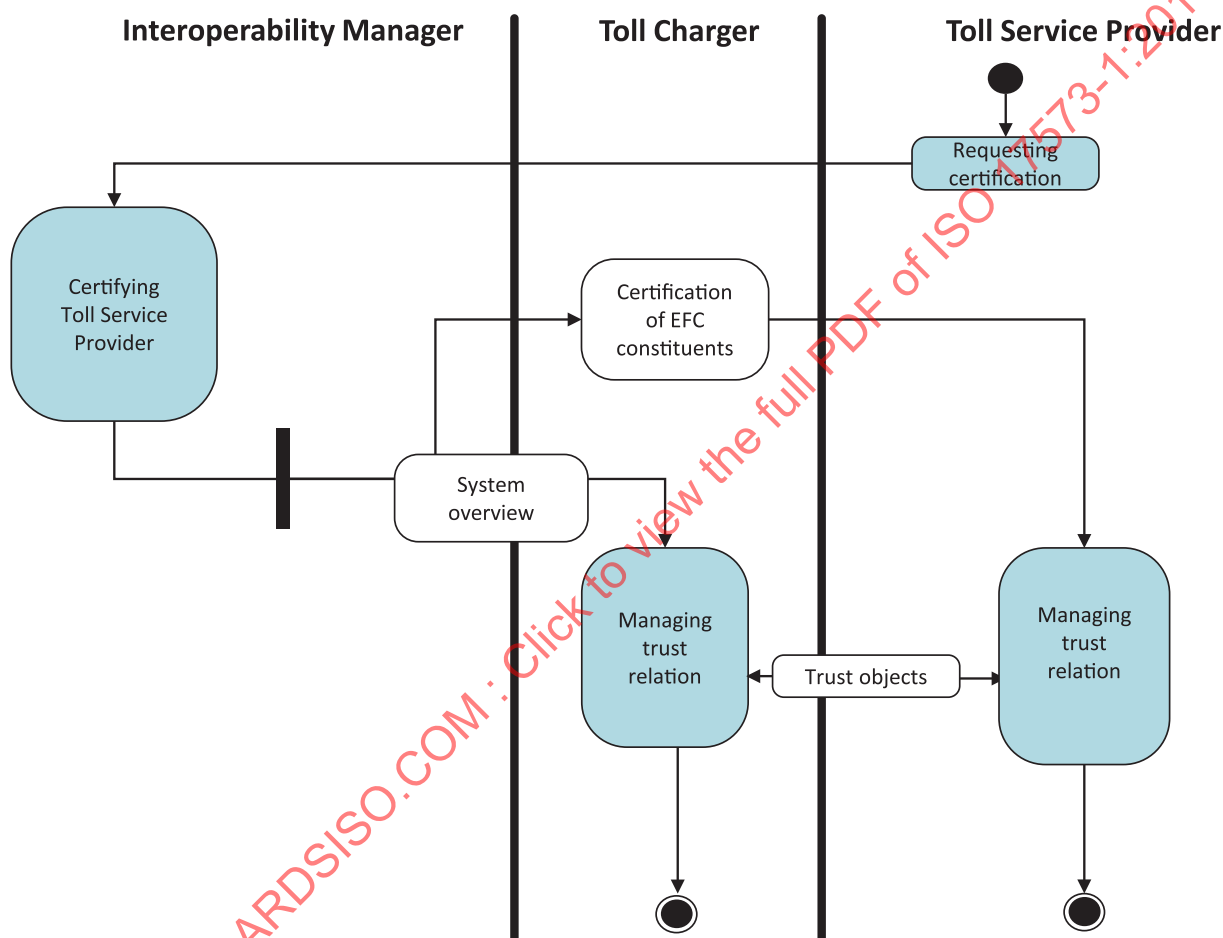 Interoperability Manager
Toll Charger
Toll Service Provider
Requesting
certification
Certifying
Toll Service
Provider
Certification
of EFC
constituents
System
overview
Managing
trust
relation
Trust objects
Managing
trust
relation
ARDSISO.COM : Click to view the full PDF of ISO 17573-1:201